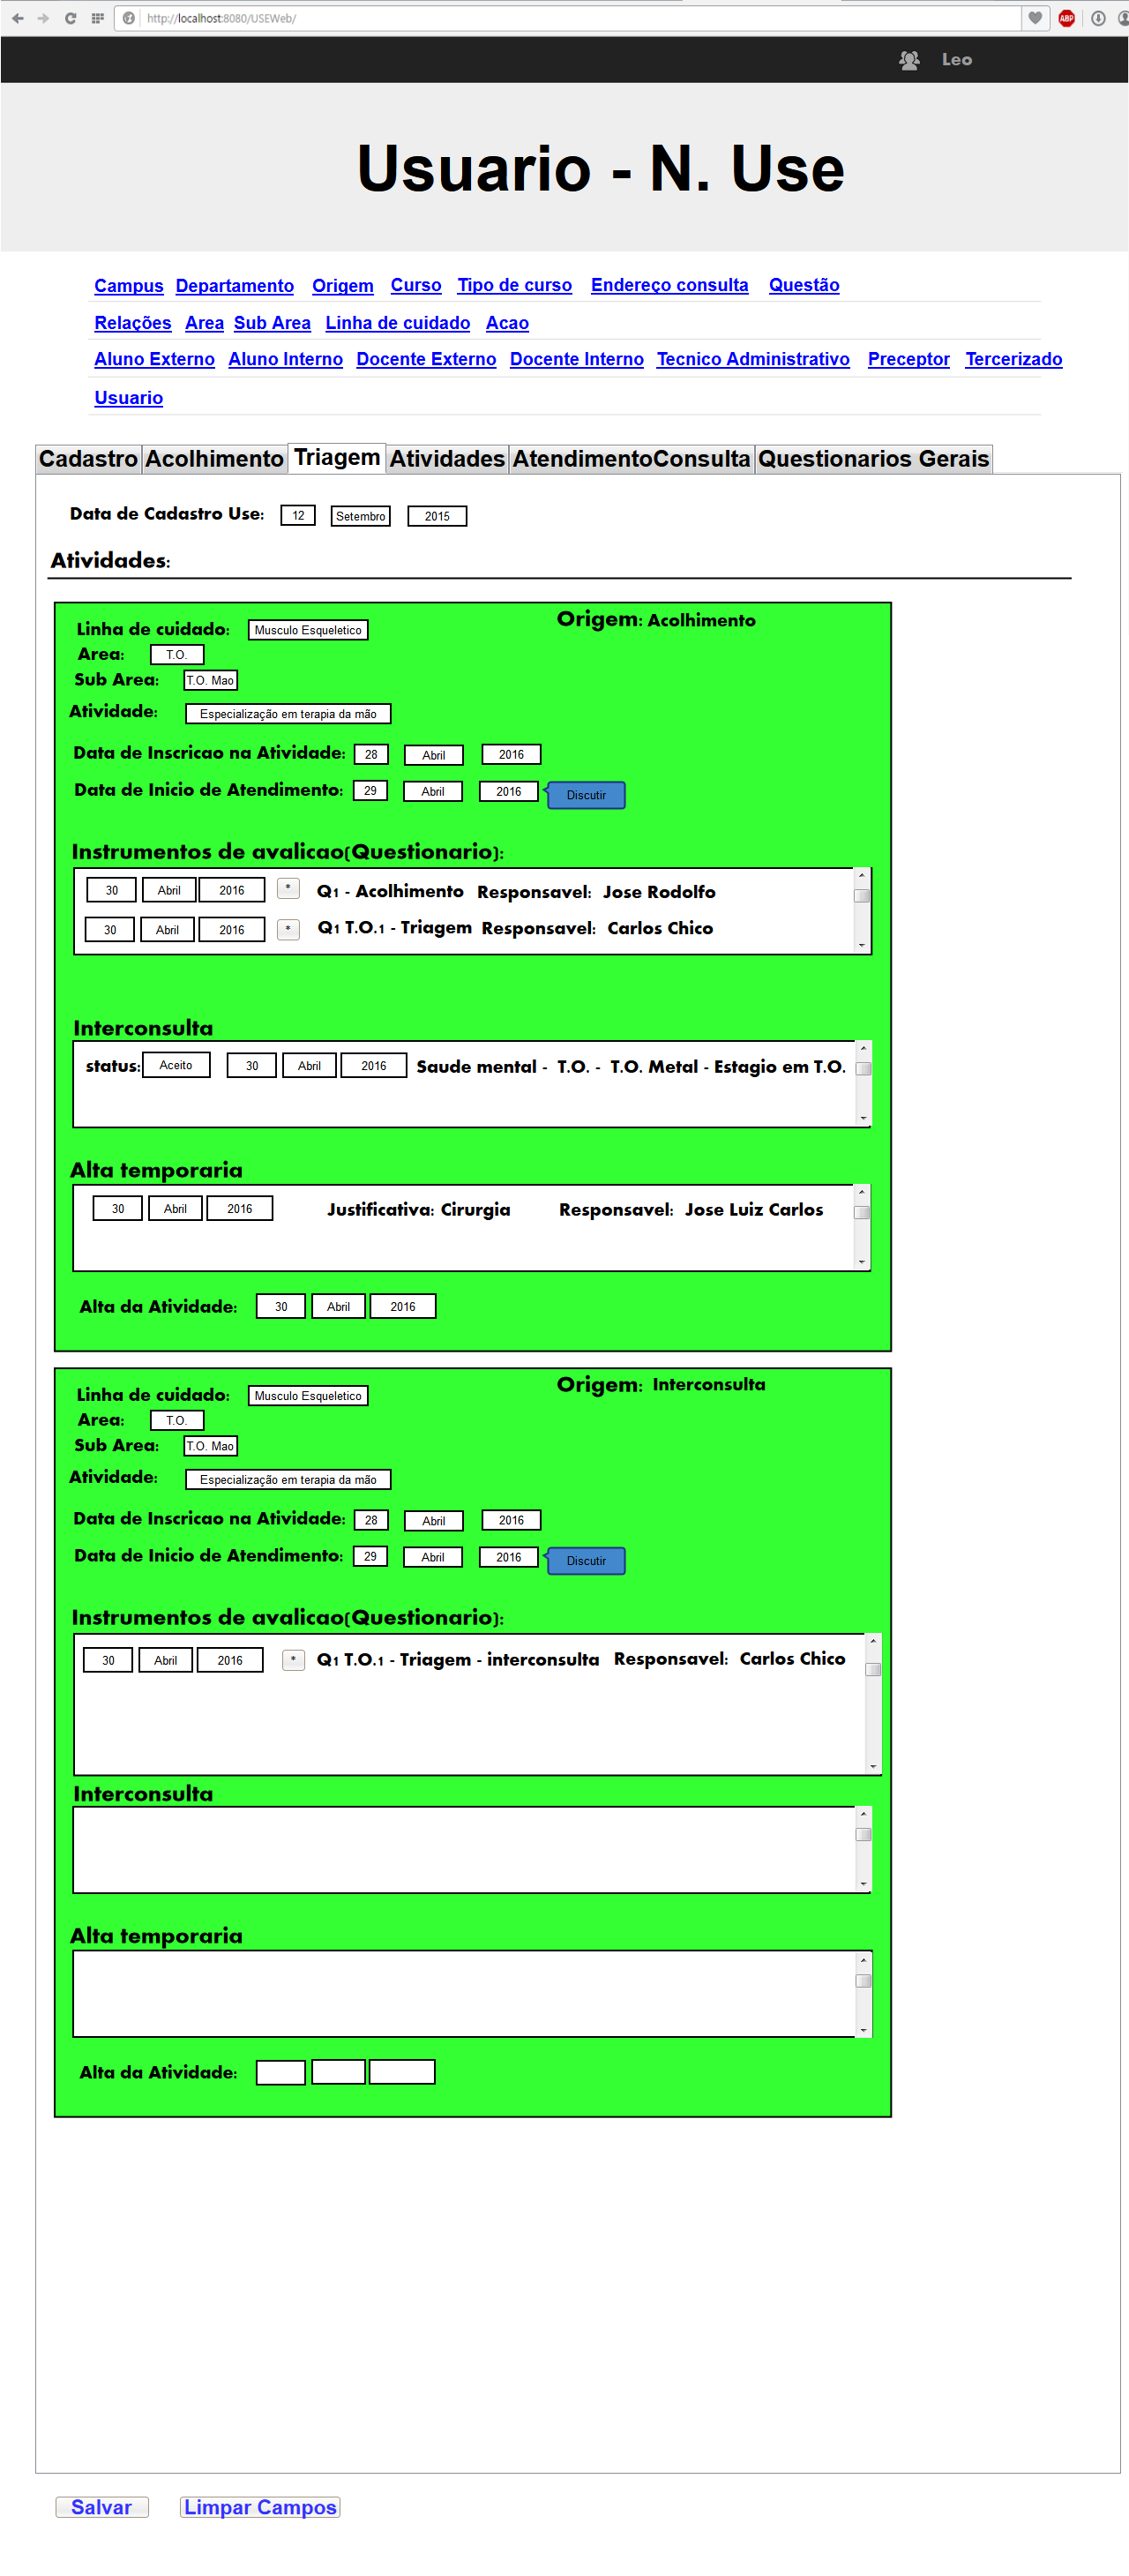 http://localhost:8080/USEWeb/
ABP
Leo
Usuario - N. Use
Campus Departamento Origem Curso Tipo de curso Endereço consulta Questão
Relações Area Sub Area Linha de cuidado Acao
Aluno Externo Aluno Interno Docente Externo Docente Interno Tecnico Administrativo Preceptor Tercerizado
Usuario
Cadastro Acolhimento Triagem Atividades AtendimentoConsulta Questionarios Gerais
Data de Cadastro Use: 12 Setembro 2015
Atividades:
Linha de cuidado: Musculo Esqueletico Origem: Acolhimento
Area: T.O.
Sub Area: T.O. Mao
Atividade: Especialização em terapia da mão
Data de Inscricao na Atividade: 28 Abril 2016
Data de Inicio de Atendimento: 29 Abril 2016 Discutir
Instrumentos de avalicao(Questionario):
30 Abril 2016 * Q1 - Acolhimento Responsavel: Jose Rodolfo
30 Abril 2016 * Q1 T.O.1 - Triagem Responsavel: Carlos Chico
Interconsulta
status: Aceito 30 Abril 2016 Saude mental - T.O. - T.O. Metal - Estagio em T.O.
Alta temporaria
30 Abril 2016 Justificativa: Cirurgia Responsavel: Jose Luiz Carlos
Alta da Atividade: 30 Abril 2016
Linha de cuidado: Musculo Esqueletico Origem: Interconsulta
Area: T.O.
Sub Area: T.O. Mao
Atividade: Especialização em terapia da mão
Data de Inscricao na Atividade: 28 Abril 2016
Data de Inicio de Atendimento: 29 Abril 2016 Discutir
Instrumentos de avalicao(Questionario):
30 Abril 2016 * Q1 T.O.1 - Triagem - interconsulta Responsavel: Carlos Chico
Interconsulta
Alta temporaria
Alta da Atividade:
Salvar Limpar Campos